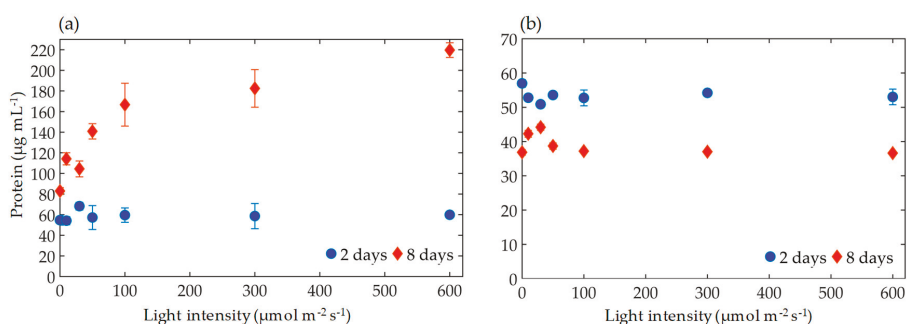 (a)
220
200
180
160
140
120
100
80
60
40
20
0
Protein (µg mL-1)
2 days
8 days
0 100 200 300 400 500 600
Light intensity (µmol m-2 s-1)
(b)
70
60
50
40
30
20
10
0
2 days
8 days
0 100 200 300 400 500 600
Light intensity (µmol m-2 s-1)